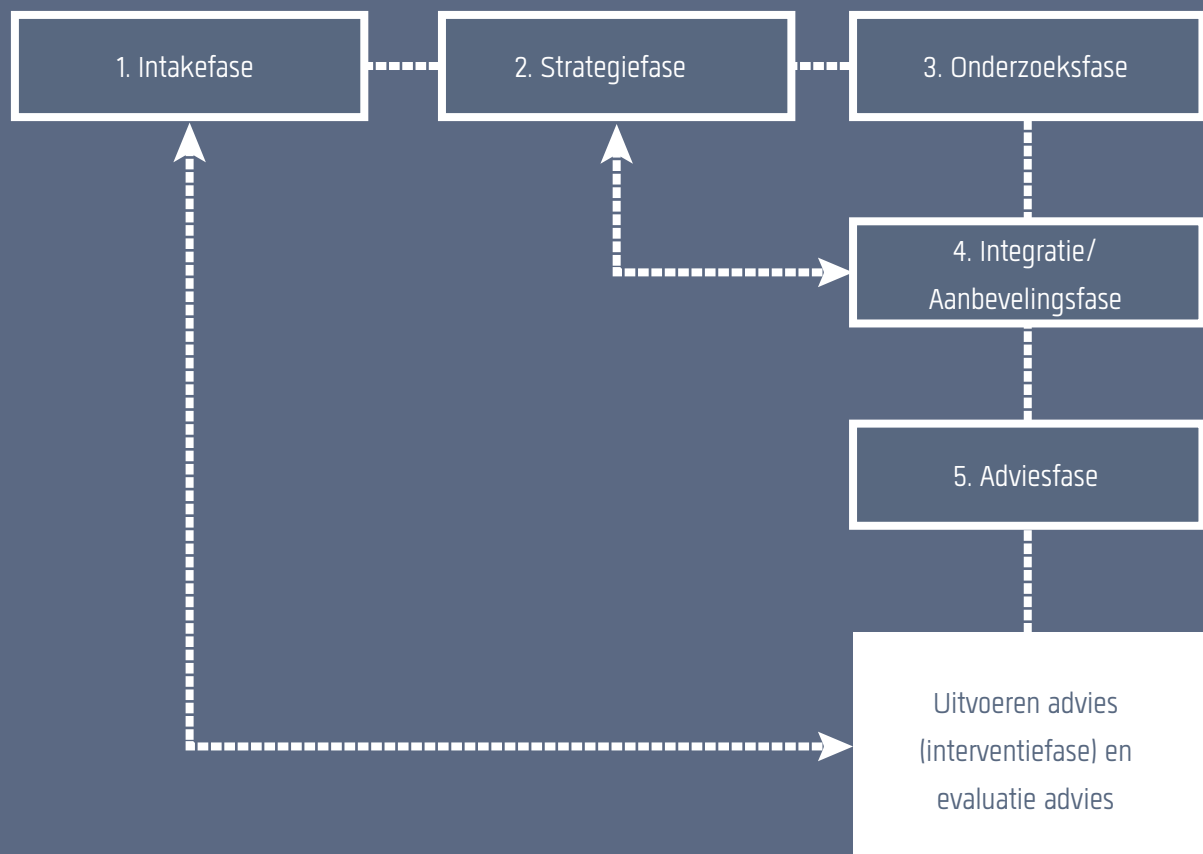 1. Intakefase
2. Strategiefase
3. Onderzoeksfase
4. Integratie/
Aanbevelingsfase
5. Adviesfase
Uitvoeren advies
(interventiefase) en
evaluatie advies